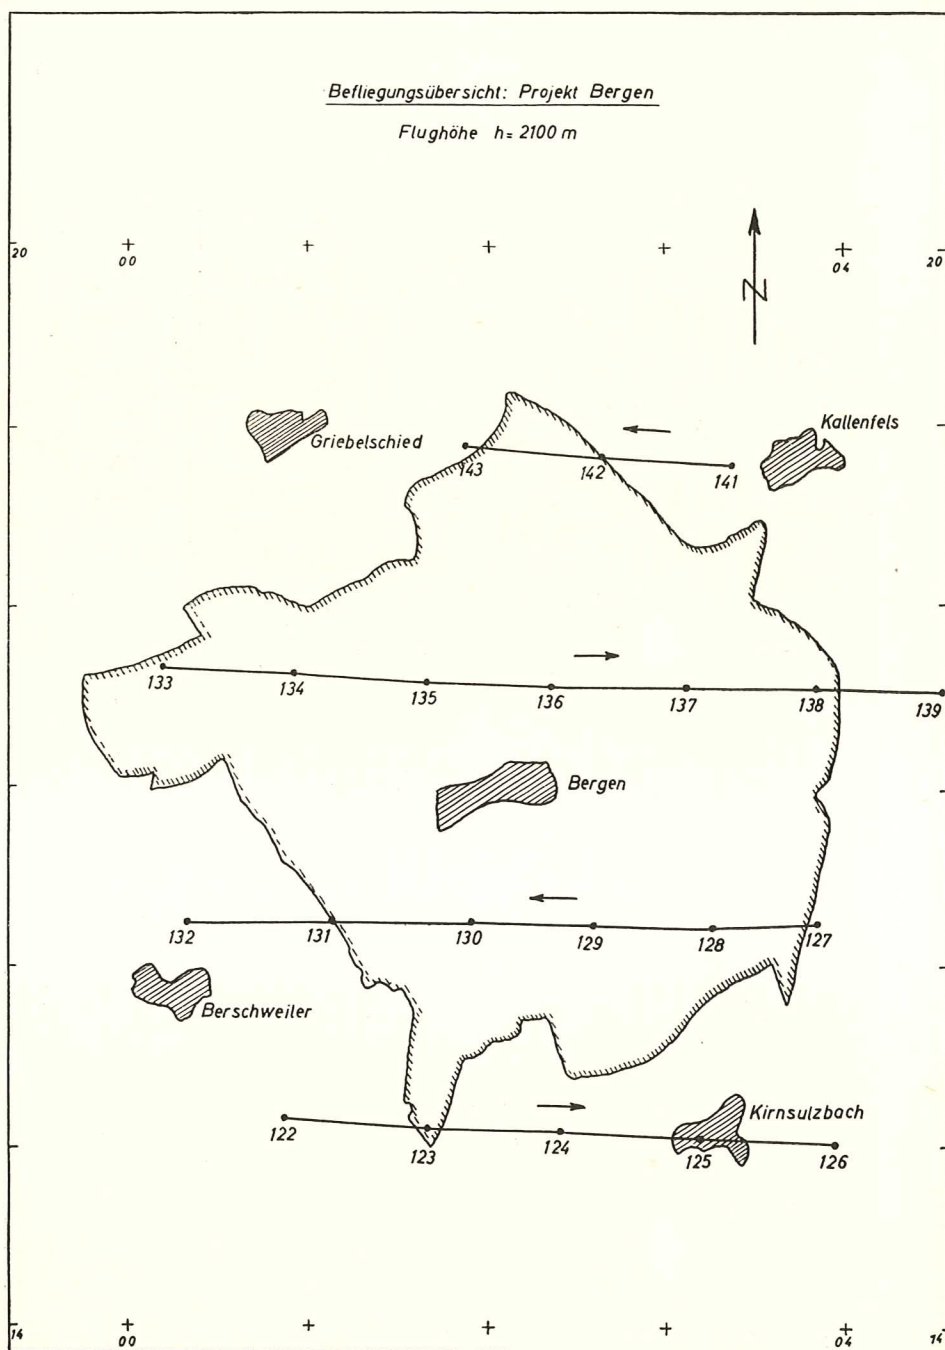 Befliegungsübersicht: Projekt Bergen
Flughöhe h= 2100 m
20 00 04 20
N
Griebelschied
Kallenfels
143 142 141
133 134 135 136 137 138 139
Bergen
132 131 130 129 128 127
Berschweiler
Kirnsulzbach
122 123 124 125 126
14 00 04 14